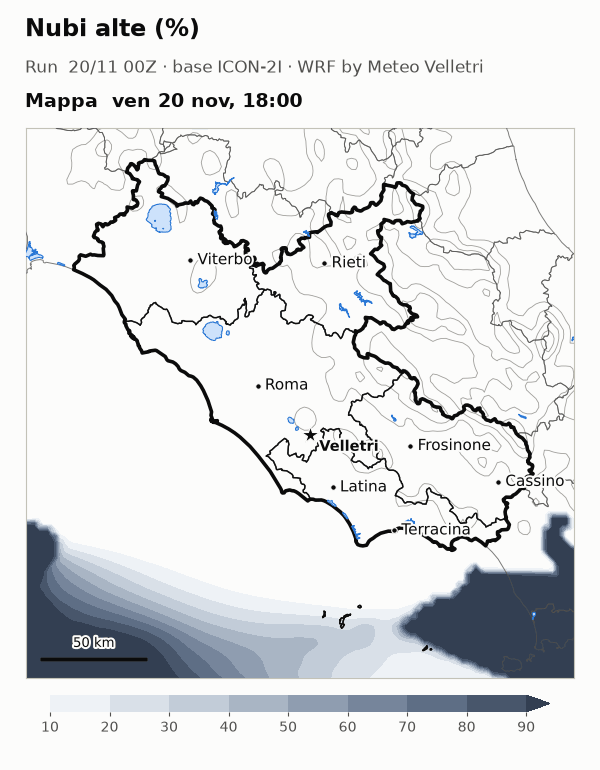 Nubi alte (%)
Run 20/11 00Z · base ICON-2I · WRF by Meteo Velletri
Mappa ven 20 nov, 18:00
Viterbo
Rieti
Roma
Velletri
Frosinone
Cassino
Latina
Terracina
50 km
10 20 30 40 50 60 70 80 90